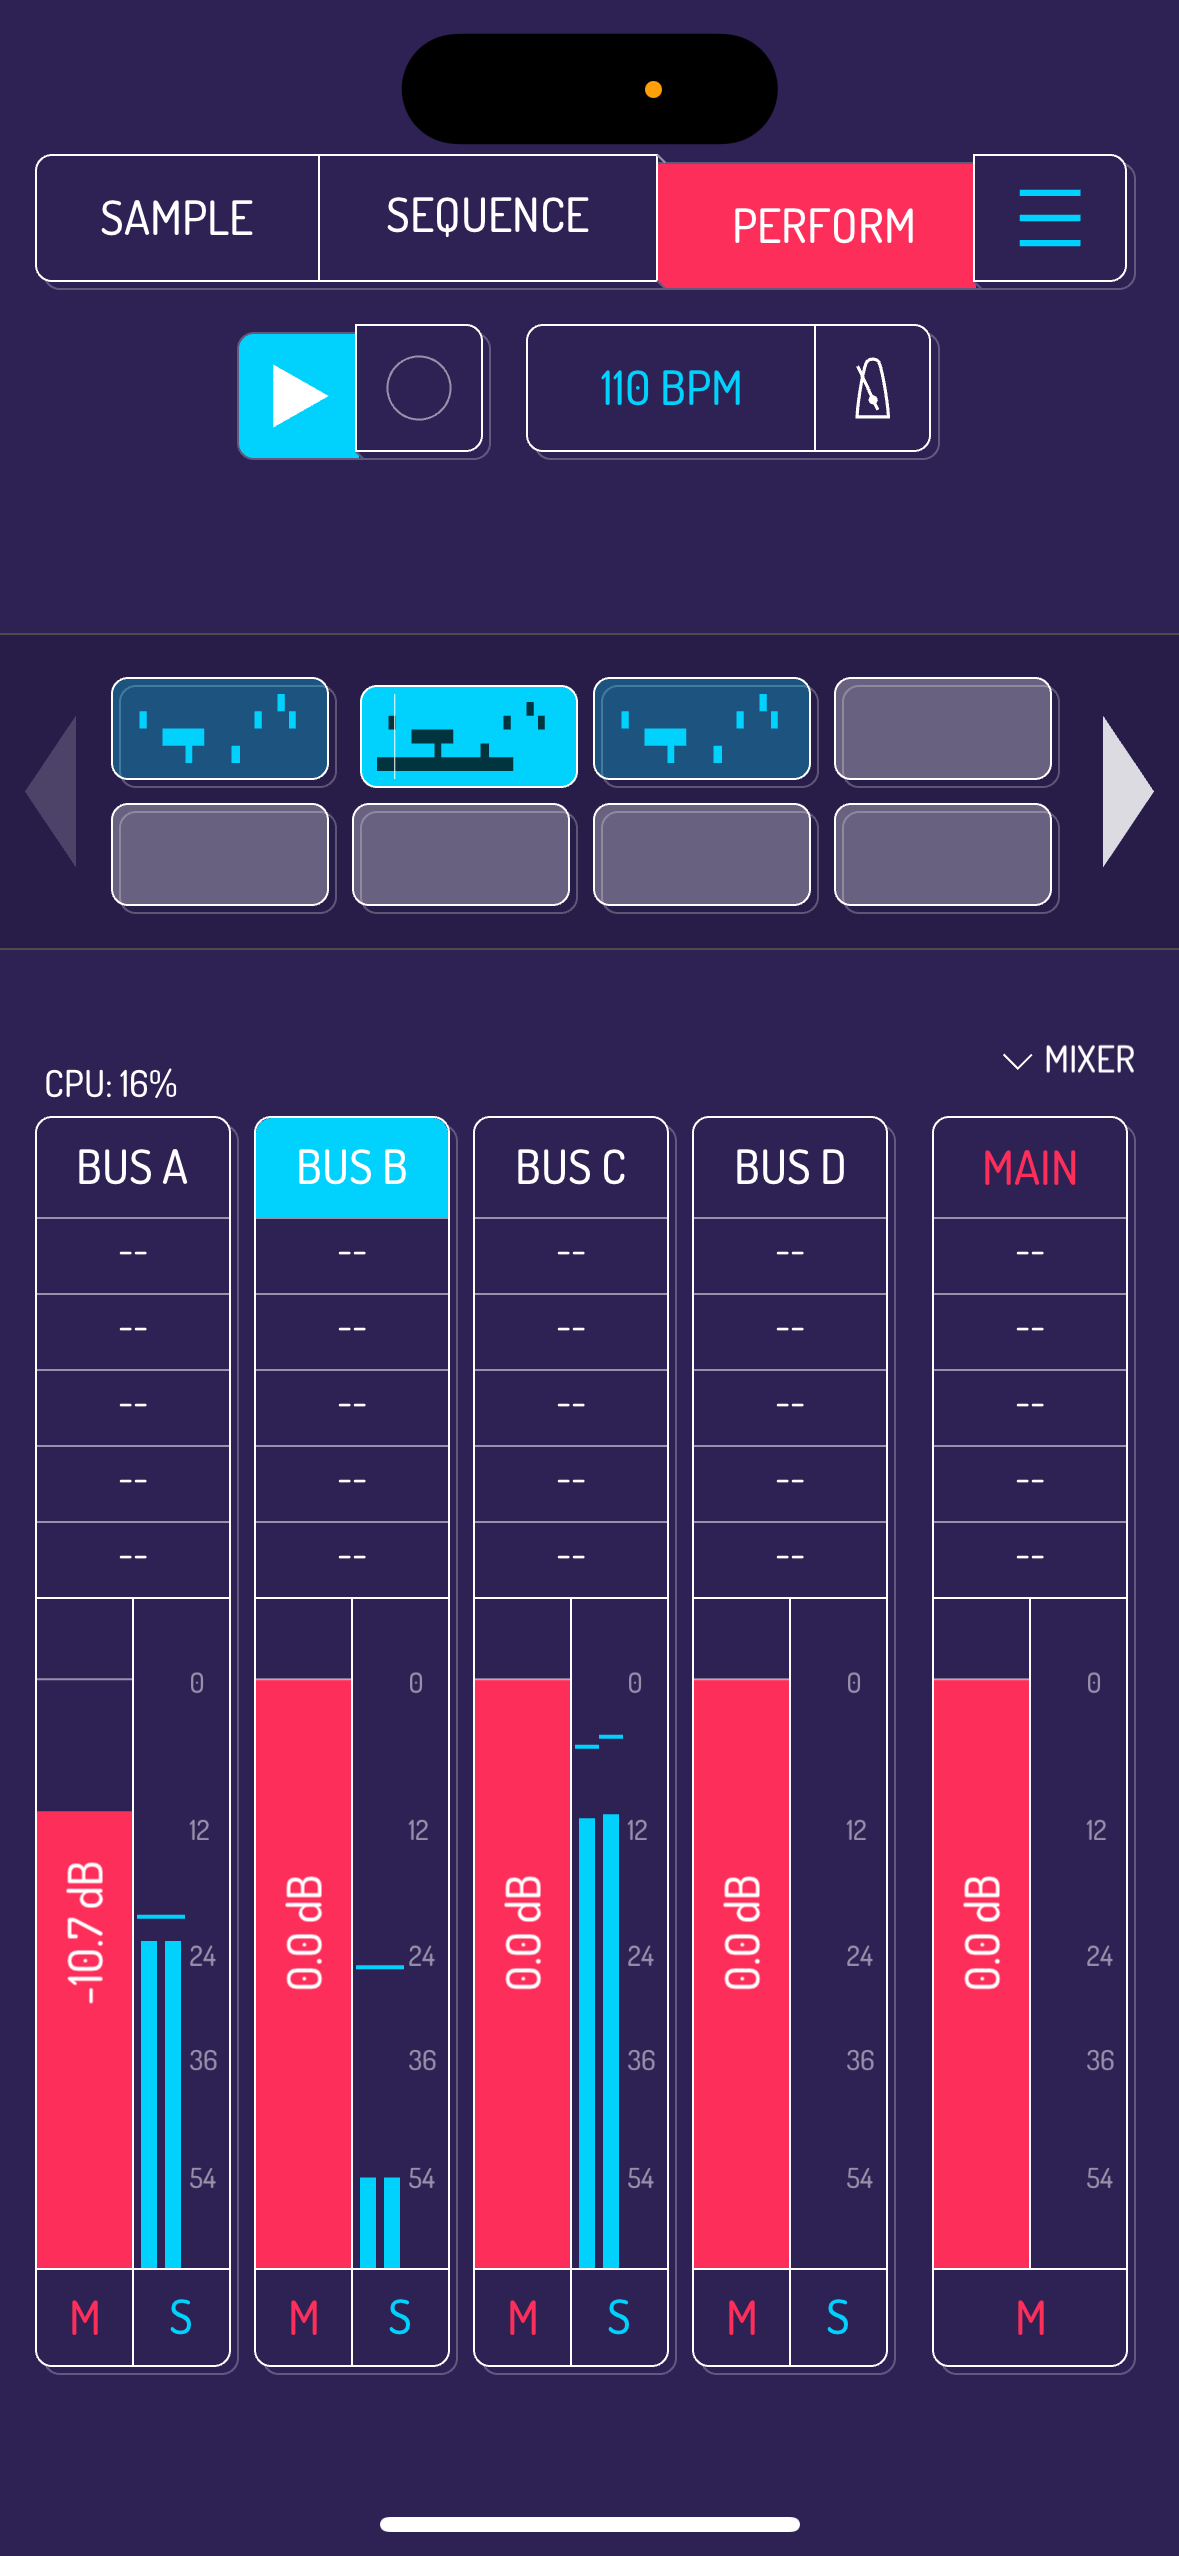 SAMPLE SEQUENCE PERFORM
110 BPM
MIXER
CPU: 16%
BUS A BUS B BUS C BUS D MAIN
-- -- -- -- --
-- -- -- -- --
-- -- -- -- --
-- -- -- -- --
-- -- -- -- --
0 0 0 0 0
12 12 12 12 12
-10.7 dB 0.0 dB 0.0 dB 0.0 dB 0.0 dB
24 24 24 24 24
36 36 36 36 36
54 54 54 54 54
M S M S M S M S M